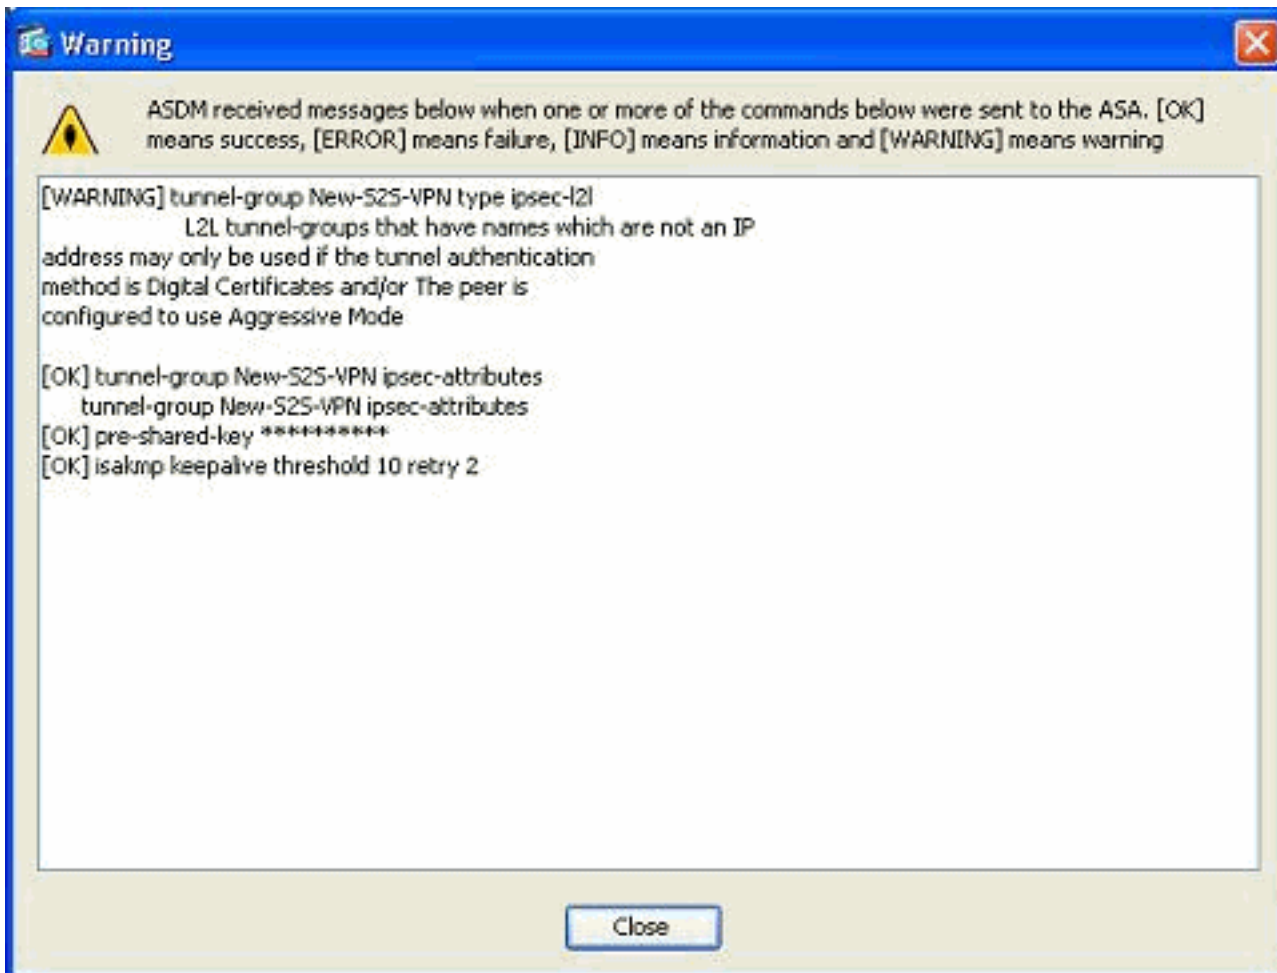 Warning
ASDM received messages below when one or more of the commands below were sent to the ASA. [OK]
means success, [ERROR] means failure, [INFO] means information and [WARNING] means warning
[WARNING] tunnel-group New-S2S-VPN type ipsec-l2l
L2L tunnel-groups that have names which are not an IP
address may only be used if the tunnel authentication
method is Digital Certificates and/or The peer is
configured to use Aggressive Mode
[OK] tunnel-group New-S2S-VPN ipsec-attributes
tunnel-group New-S2S-VPN ipsec-attributes
[OK] pre-shared-key **********
[OK] isakmp keepalive threshold 10 retry 2
Close